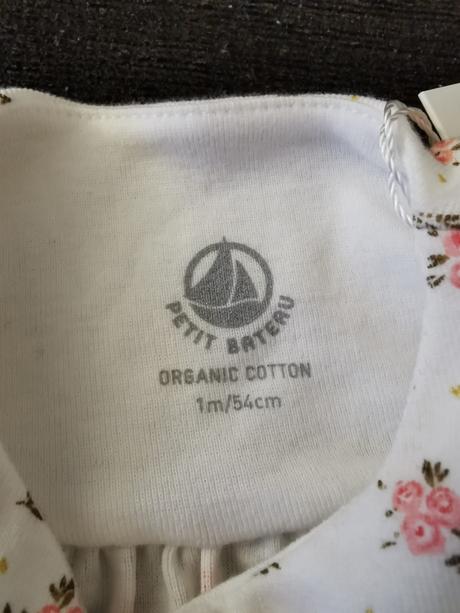 PETIT BATEAU
ORGANIC COTTON
1m/54cm